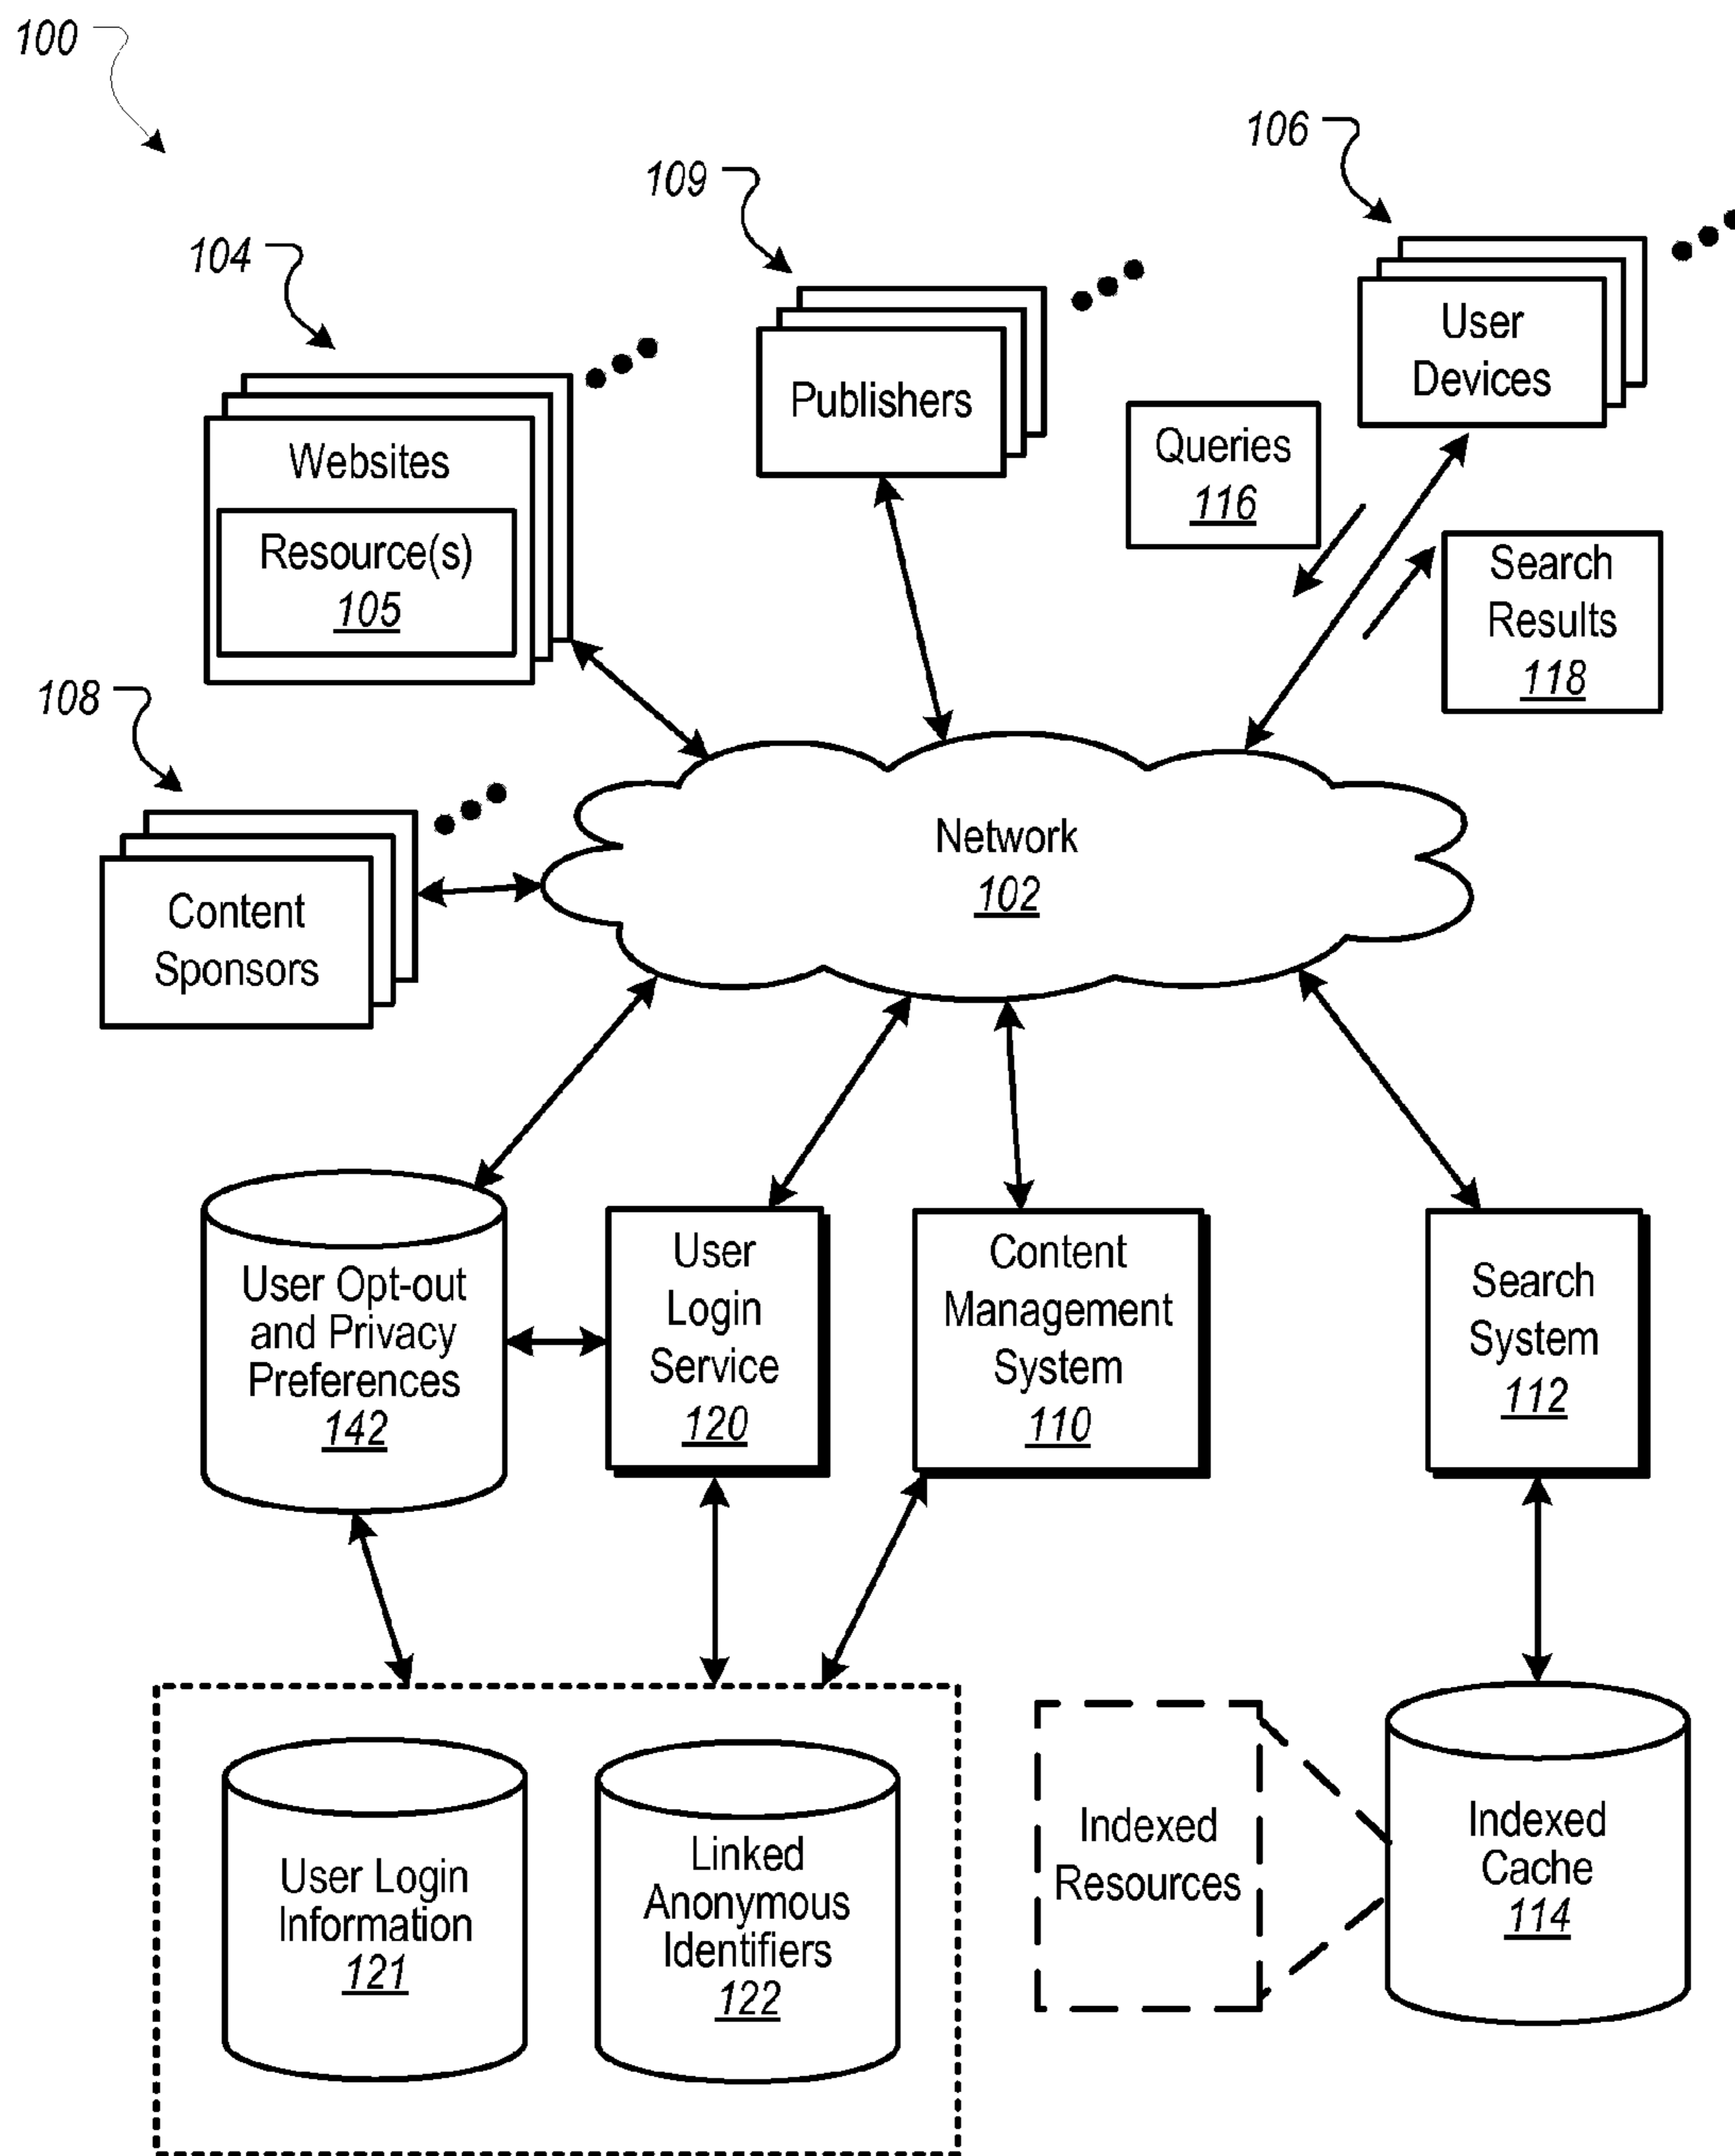 100
106
109
104
User
Devices
Publishers
Queries
116
Websites
Resource(s)
105
Search
Results
118
108
Network
102
Content
Sponsors
User Opt-out
and Privacy
Preferences
142
User
Login
Service
120
Content
Management
System
110
Search
System
112
User Login
Information
121
Linked
Anonymous
Identifiers
122
Indexed
Resources
Indexed
Cache
114